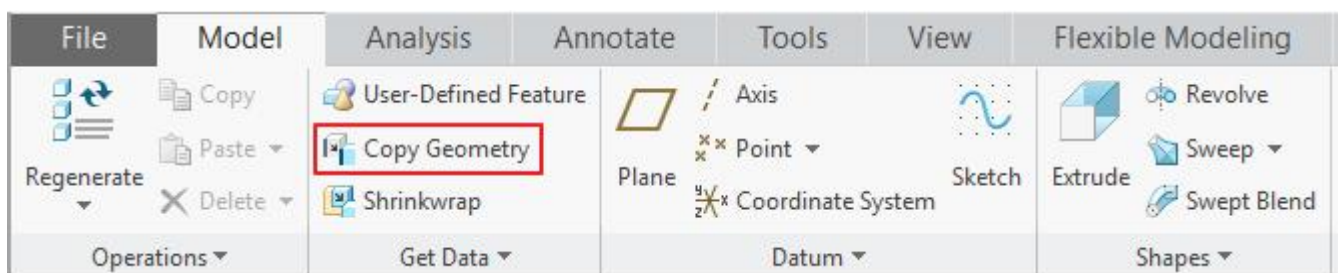 File Model Analysis Annotate Tools View Flexible Modeling
Regenerate
Copy
Paste
Delete
Operations
User-Defined Feature
Copy Geometry
Shrinkwrap
Get Data
Plane
Axis
Point
Coordinate System
Sketch
Datum
Extrude
Revolve
Sweep
Swept Blend
Shapes